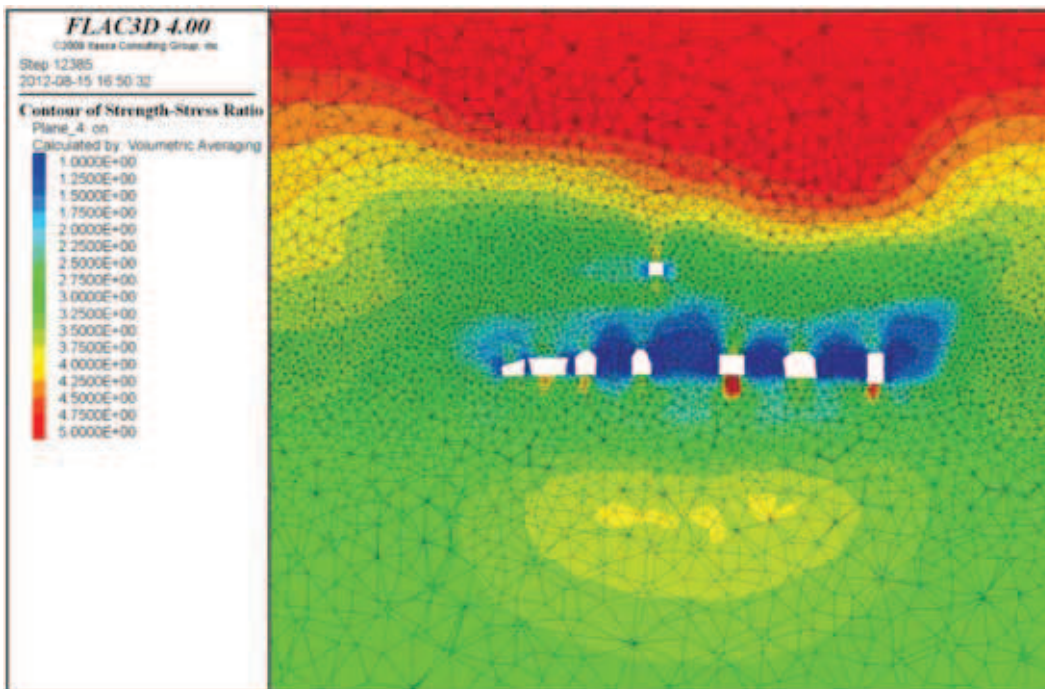 FLAC3D 4.00
©2009 Itasca Consulting Group, Inc.
Step 12385
2012-08-15 16:50:32
Contour of Strength-Stress Ratio
Plane_4: on
Calculated by: Volumetric Averaging
1.0000E+00
1.2500E+00
1.5000E+00
1.7500E+00
2.0000E+00
2.2500E+00
2.5000E+00
2.7500E+00
3.0000E+00
3.2500E+00
3.5000E+00
3.7500E+00
4.0000E+00
4.2500E+00
4.5000E+00
4.7500E+00
5.0000E+00